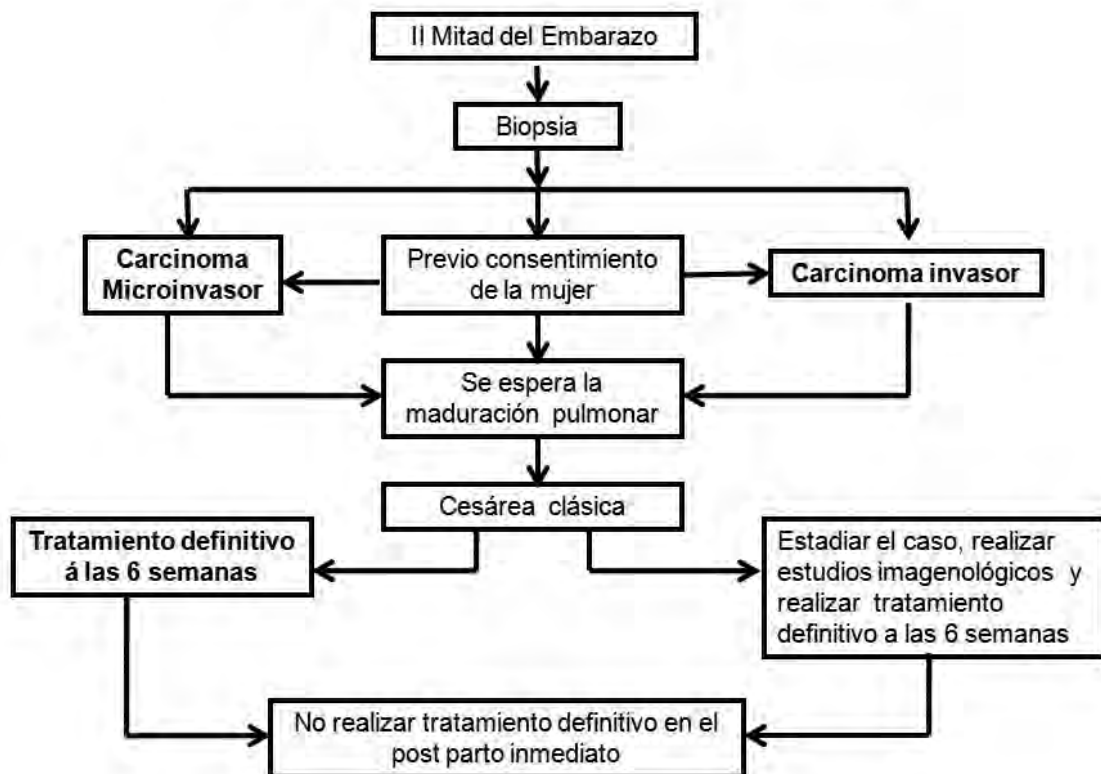 II Mitad del Embarazo
Biopsia
Carcinoma
Microinvasor
Previo consentimiento
de la mujer
Carcinoma invasor
Se espera la
maduración pulmonar
Cesárea clásica
Tratamiento definitivo
á las 6 semanas
Estadiar el caso, realizar
estudios imagenológicos y
realizar tratamiento
definitivo a las 6 semanas
No realizar tratamiento definitivo en el
post parto inmediato